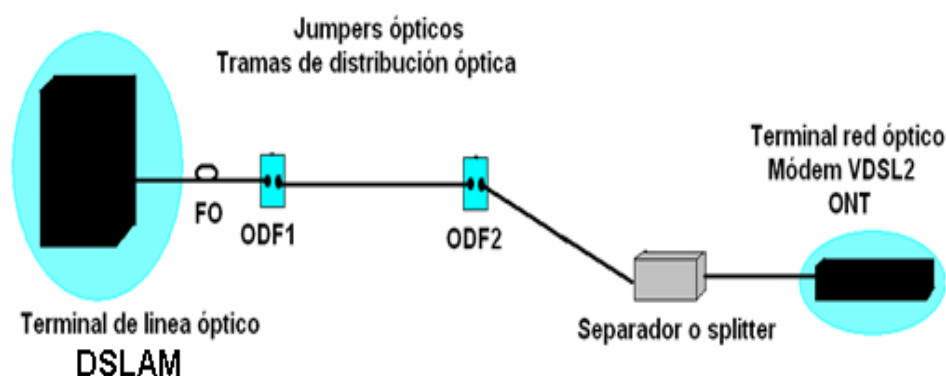 Jumpers ópticos
Tramas de distribución óptica
Terminal red óptico
Módem VDSL2
ONT
FO
ODF1
ODF2
Terminal de linea óptico
DSLAM
Separador o splitter